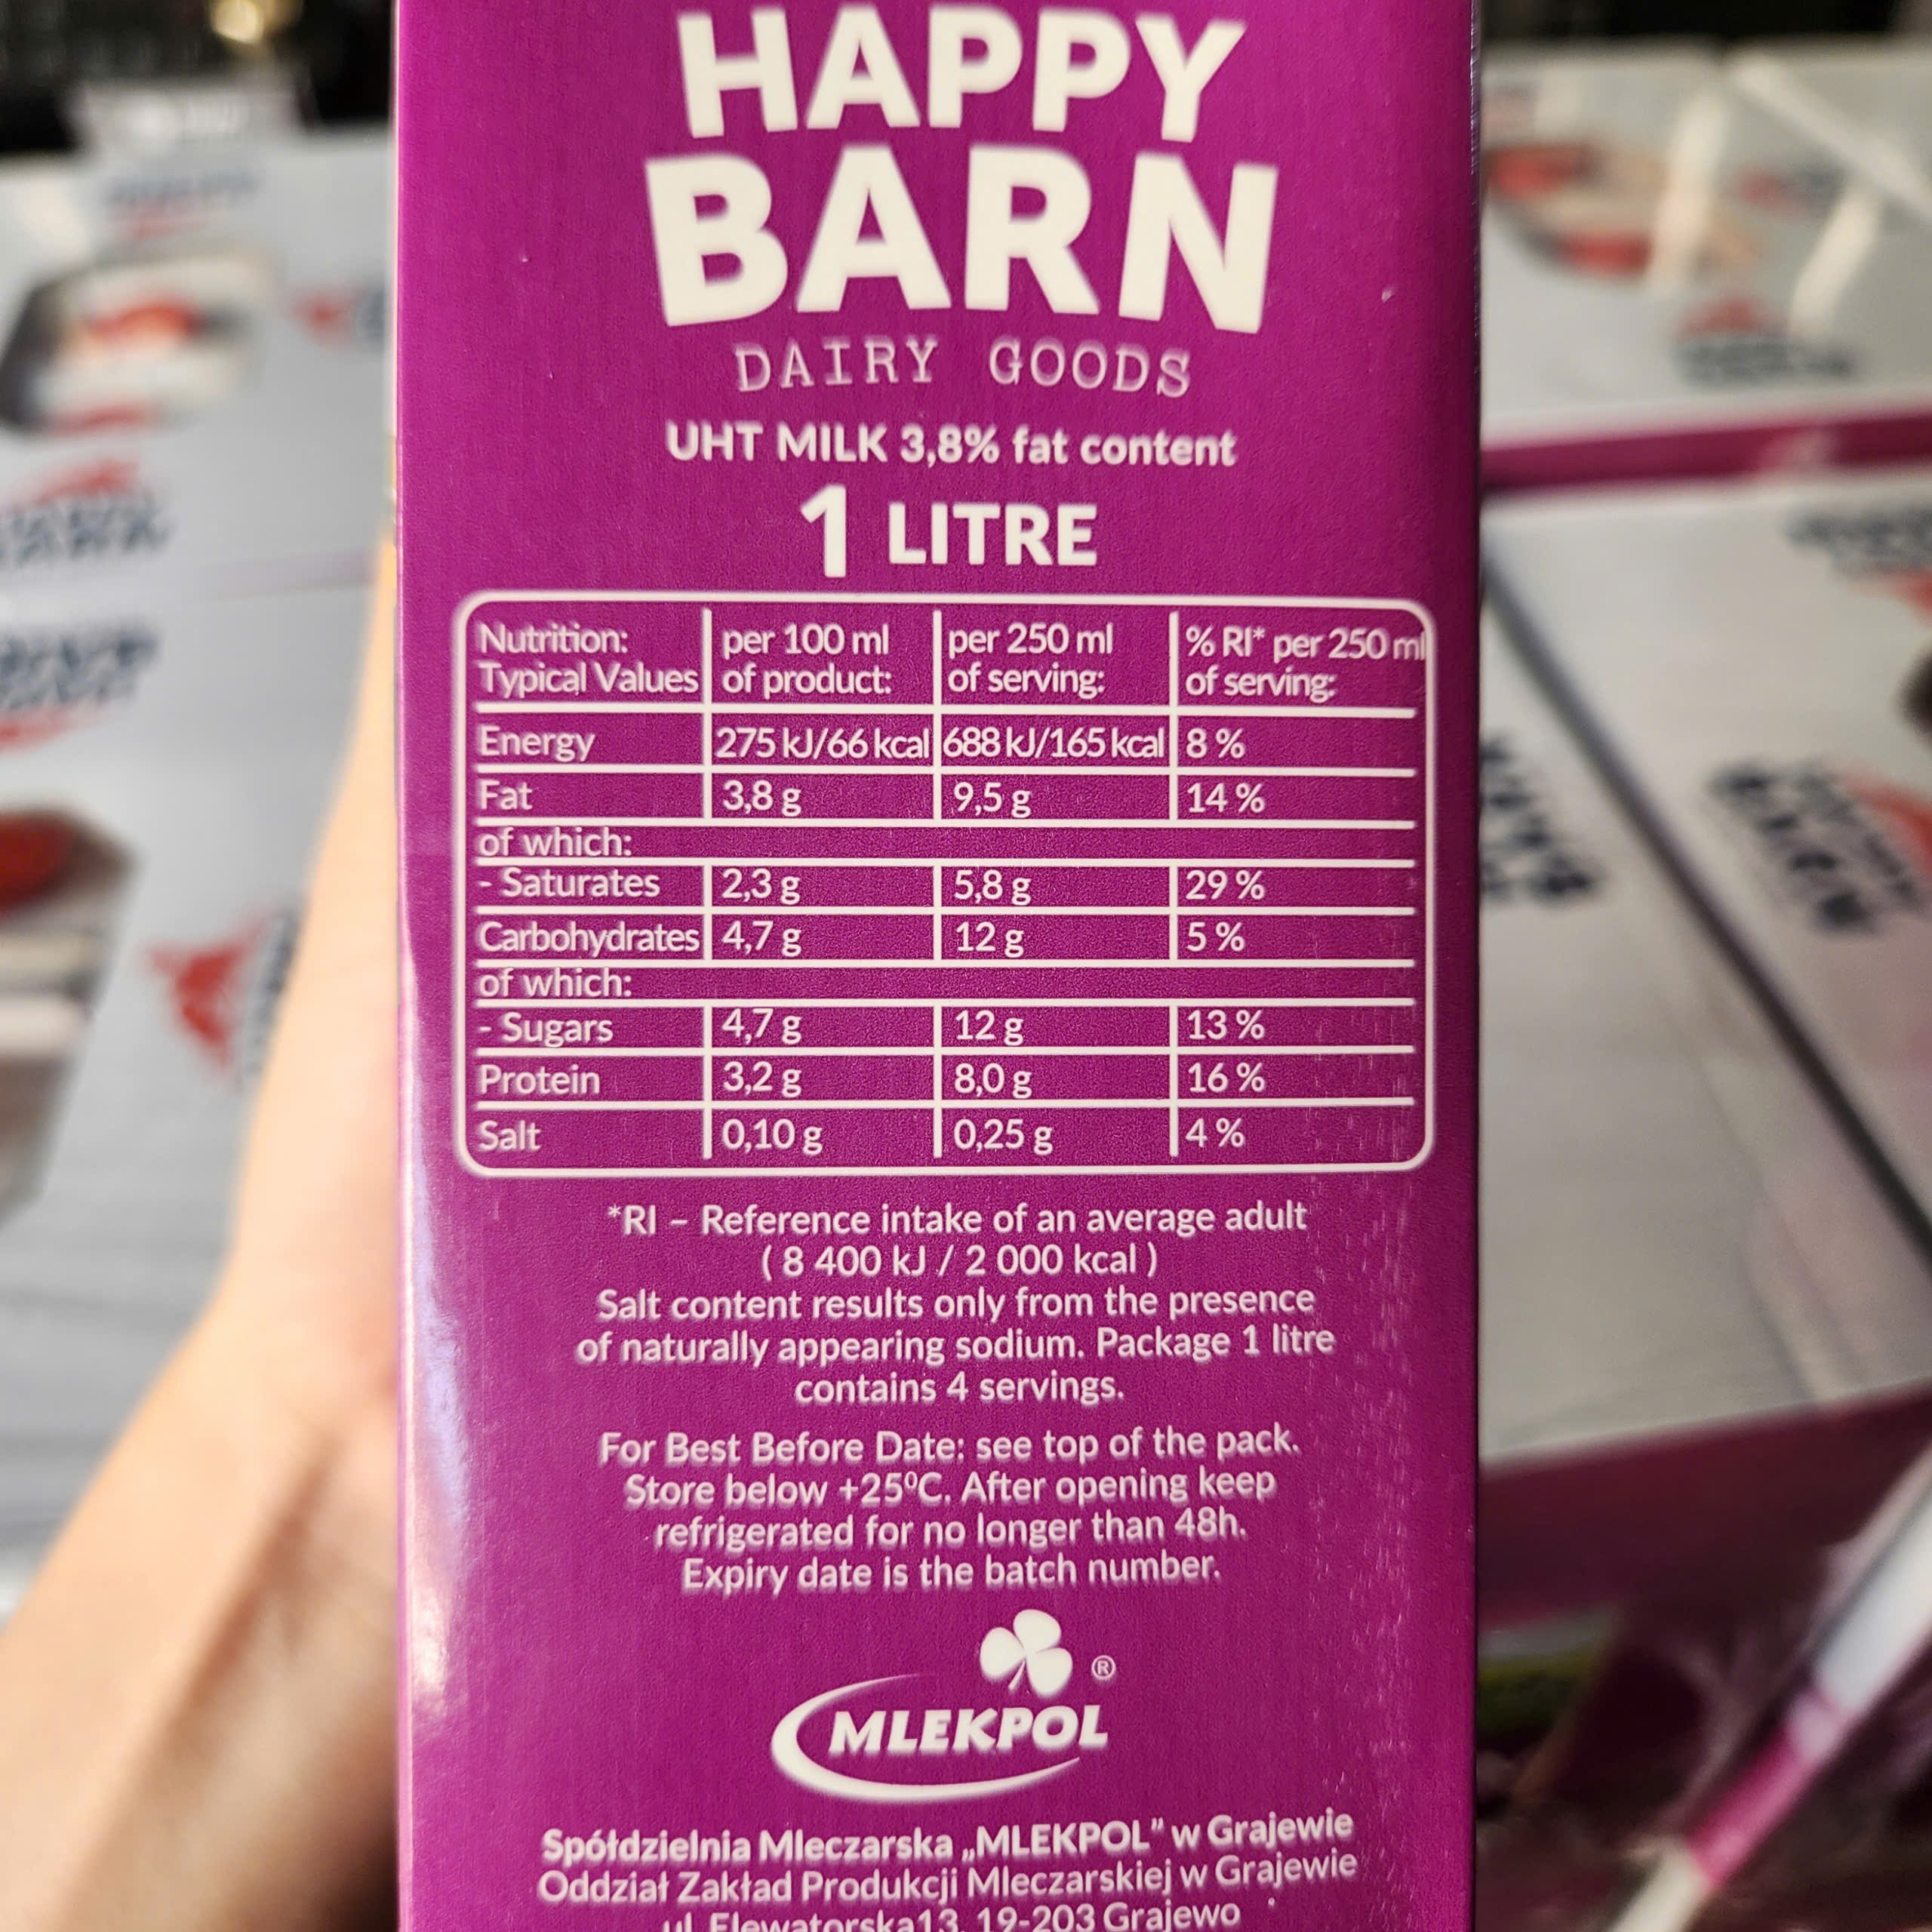 HAPPY
BARN
DAIRY GOODS
UHT MILK 3,8% fat content
1 LITRE
Nutrition: per 100 ml per 250 ml % RI* per 250 ml
Typical Values of product: of serving: of serving:
Energy 275 kJ/66 kcal 688 kJ/165 kcal 8 %
Fat 3,8 g 9,5 g 14 %
of which:
- Saturates 2,3 g 5,8 g 29 %
Carbohydrates 4,7 g 12 g 5 %
of which:
- Sugars 4,7 g 12 g 13 %
Protein 3,2 g 8,0 g 16 %
Salt 0,10 g 0,25 g 4 %
*RI – Reference intake of an average adult
( 8 400 kJ / 2 000 kcal )
Salt content results only from the presence
of naturally appearing sodium. Package 1 litre
contains 4 servings.
For Best Before Date: see top of the pack.
Store below +25ºC. After opening keep
refrigerated for no longer than 48h.
Expiry date is the batch number.
®
MLEKPOL
Spółdzielnia Mleczarska „MLEKPOL" w Grajewie
Oddział Zakład Produkcji Mleczarskiej w Grajewie
ul. Elewatorska13, 19-203 Grajewo